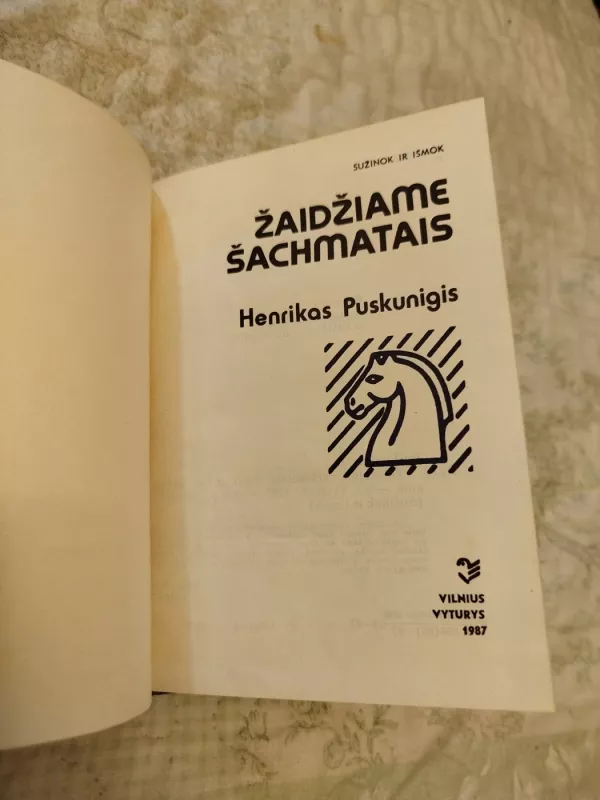 SUŽINOK IR IŠMOK
ŽAIDŽIAME
ŠACHMATAIS
Henrikas Puskunigis
VILNIUS
VYTURYS
1987